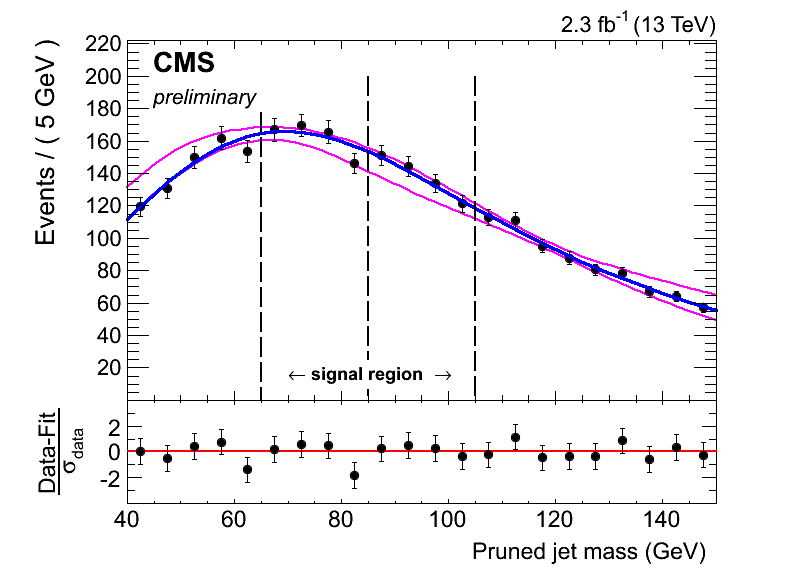 2.3 fb-1 (13 TeV)
CMS
preliminary
Events / ( 5 GeV )
220
200
180
160
140
120
100
80
60
40
20
← signal region →
Data-Fit
σdata
2
0
-2
40 60 80 100 120 140
Pruned jet mass (GeV)